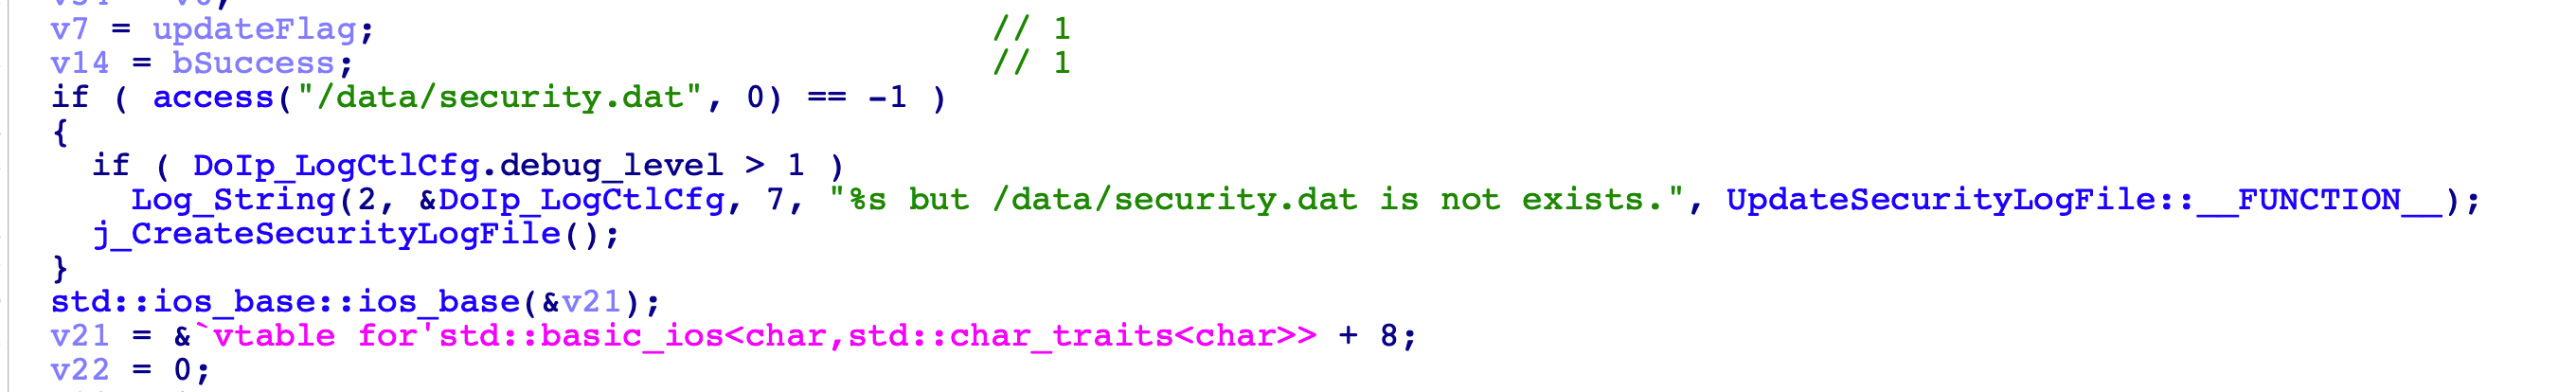 v7 = updateFlag; // 1
v14 = bSuccess; // 1
if ( access("/data/security.dat", 0) == -1 )
{
if ( DoIp_LogCtlCfg.debug_level > 1 )
Log_String(2, &DoIp_LogCtlCfg, 7, "%s but /data/security.dat is not exists.", UpdateSecurityLogFile::__FUNCTION__);
j_CreateSecurityLogFile();
}
std::ios_base::ios_base(&v21);
v21 = &`vtable for'std::basic_ios<char,std::char_traits<char>> + 8;
v22 = 0;